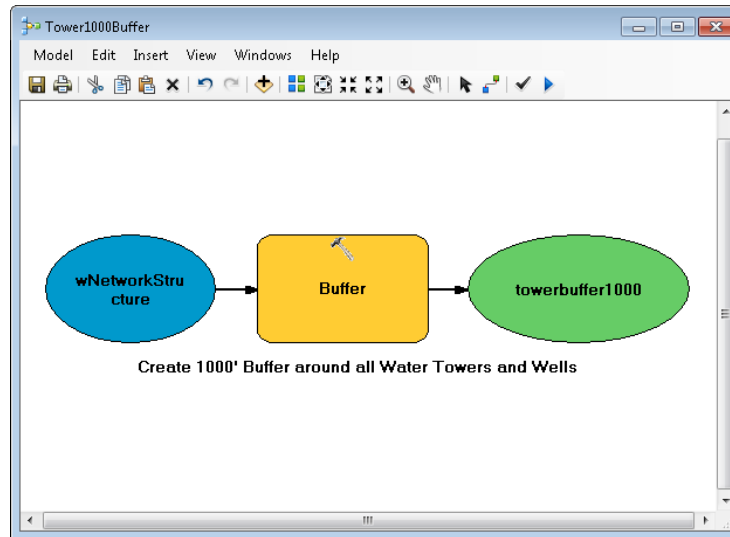 Tower1000Buffer
Model Edit Insert View Windows Help
wNetworkStru
cture
Buffer
towerbuffer1000
Create 1000' Buffer around all Water Towers and Wells